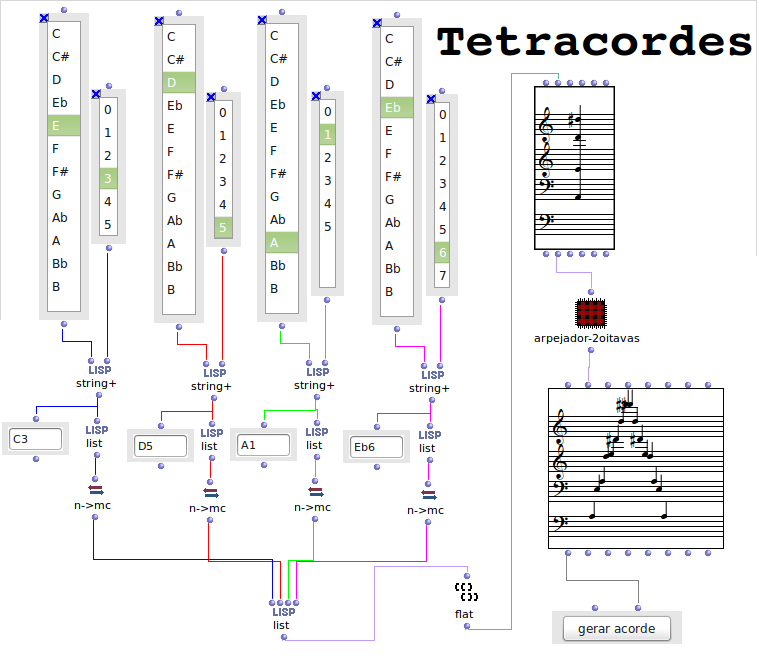 Tetracordes
C
C#
D
Eb
E
F
F#
G
Ab
A
Bb
B
0
1
2
3
4
5
LISP
string+
C3
LISP
list
n->mc
C
C#
D
Eb
E
F
F#
G
Ab
A
Bb
B
0
1
2
3
4
5
LISP
string+
D5
LISP
list
n->mc
C
C#
D
Eb
E
F
F#
G
Ab
A
Bb
B
0
1
2
3
4
5
LISP
string+
A1
LISP
list
n->mc
C
C#
D
Eb
E
F
F#
G
Ab
A
Bb
B
0
1
2
3
4
5
6
7
LISP
string+
Eb6
LISP
list
n->mc
LISP
list
flat
arpejador-2oitavas
gerar acorde